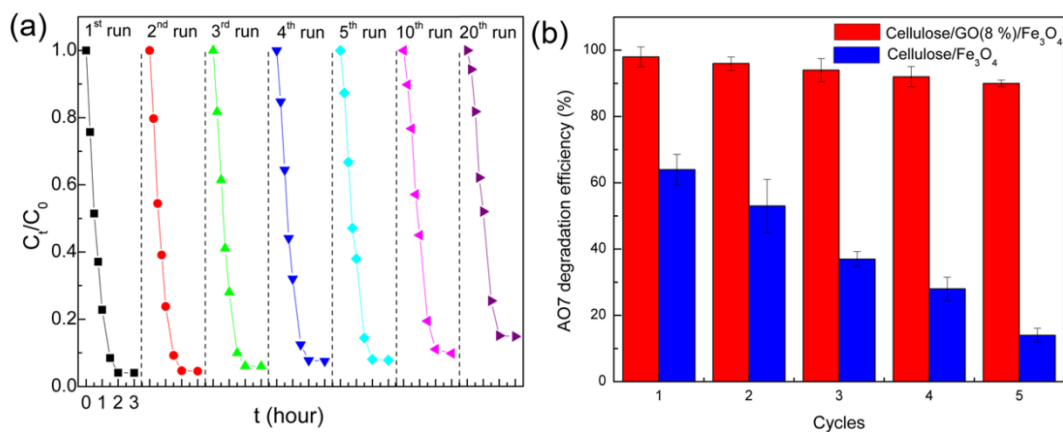 (a)
1st run 2nd run 3rd run 4th run 5th run 10th run 20th run
1.0
0.8
0.6
0.4
0.2
0.0
Ct/C0
0 1 2 3
t (hour)
(b)
Cellulose/GO(8 %)/Fe3O4
Cellulose/Fe3O4
100
80
60
40
20
0
AO7 degradation efficiency (%)
1 2 3 4 5
Cycles